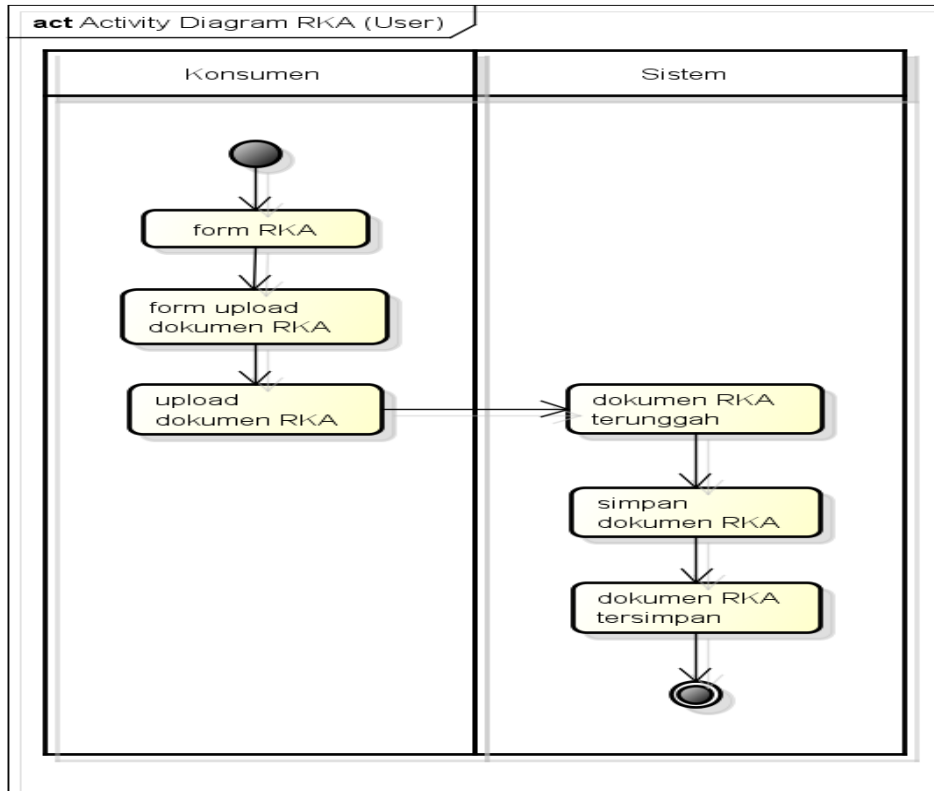 act Activity Diagram RKA (User)
Konsumen
Sistem
form RKA
form upload
dokumen RKA
upload
dokumen RKA
dokumen RKA
terunggah
simpan
dokumen RKA
dokumen RKA
tersimpan